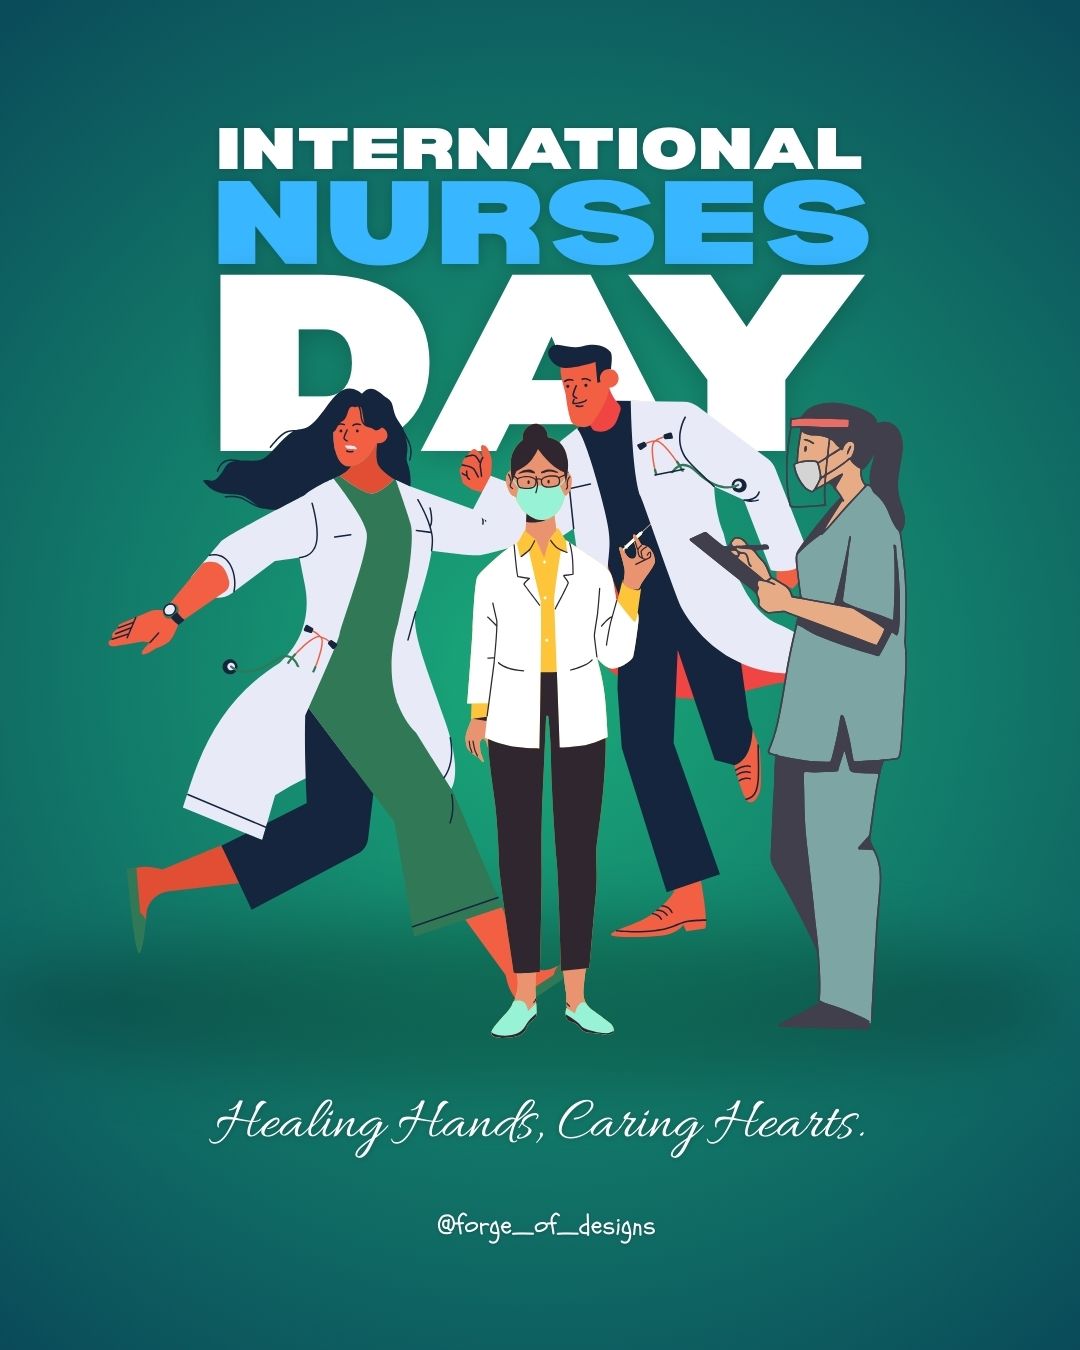 INTERNATIONAL
NURSES
DAY
Healing Hands, Caring Hearts.
@forge_of_designs